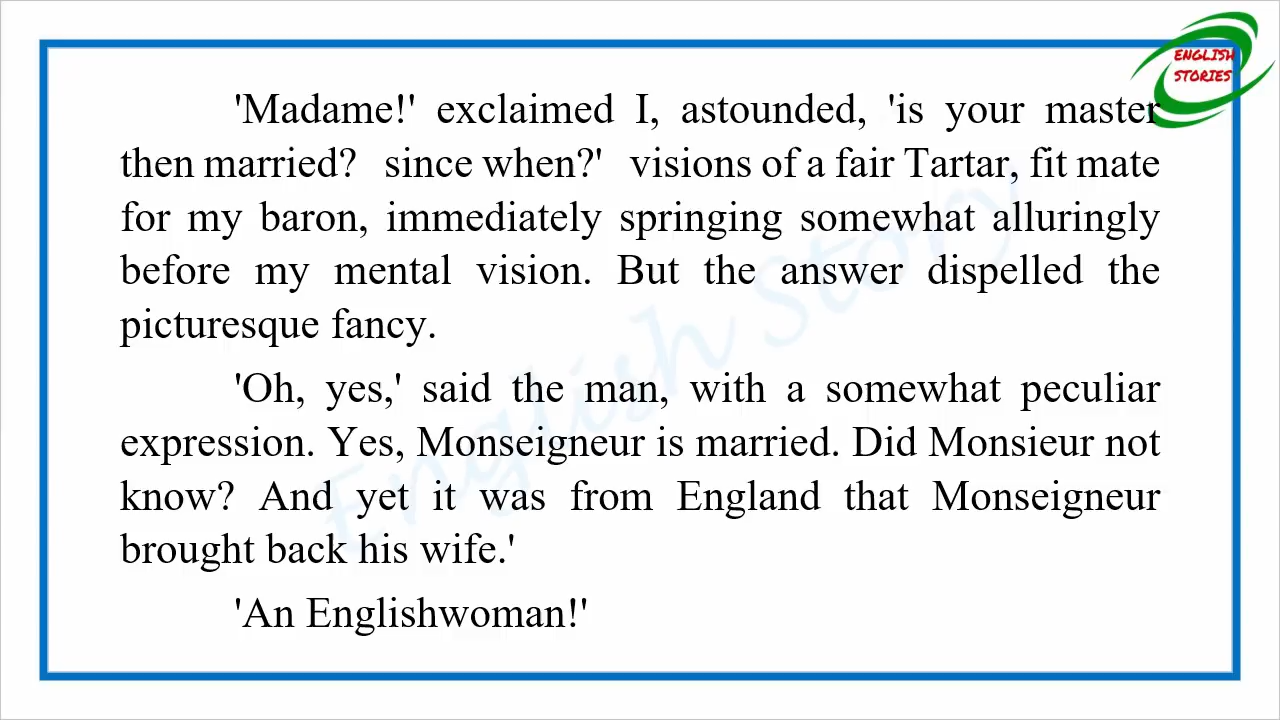 ENGLISH
STORIES
'Madame!' exclaimed I, astounded, 'is your master
then married? since when?' visions of a fair Tartar, fit mate
for my baron, immediately springing somewhat alluringly
before my mental vision. But the answer dispelled the
picturesque fancy.
'Oh, yes,' said the man, with a somewhat peculiar
expression. Yes, Monseigneur is married. Did Monsieur not
know? And yet it was from England that Monseigneur
brought back his wife.'
'An Englishwoman!'
English Story